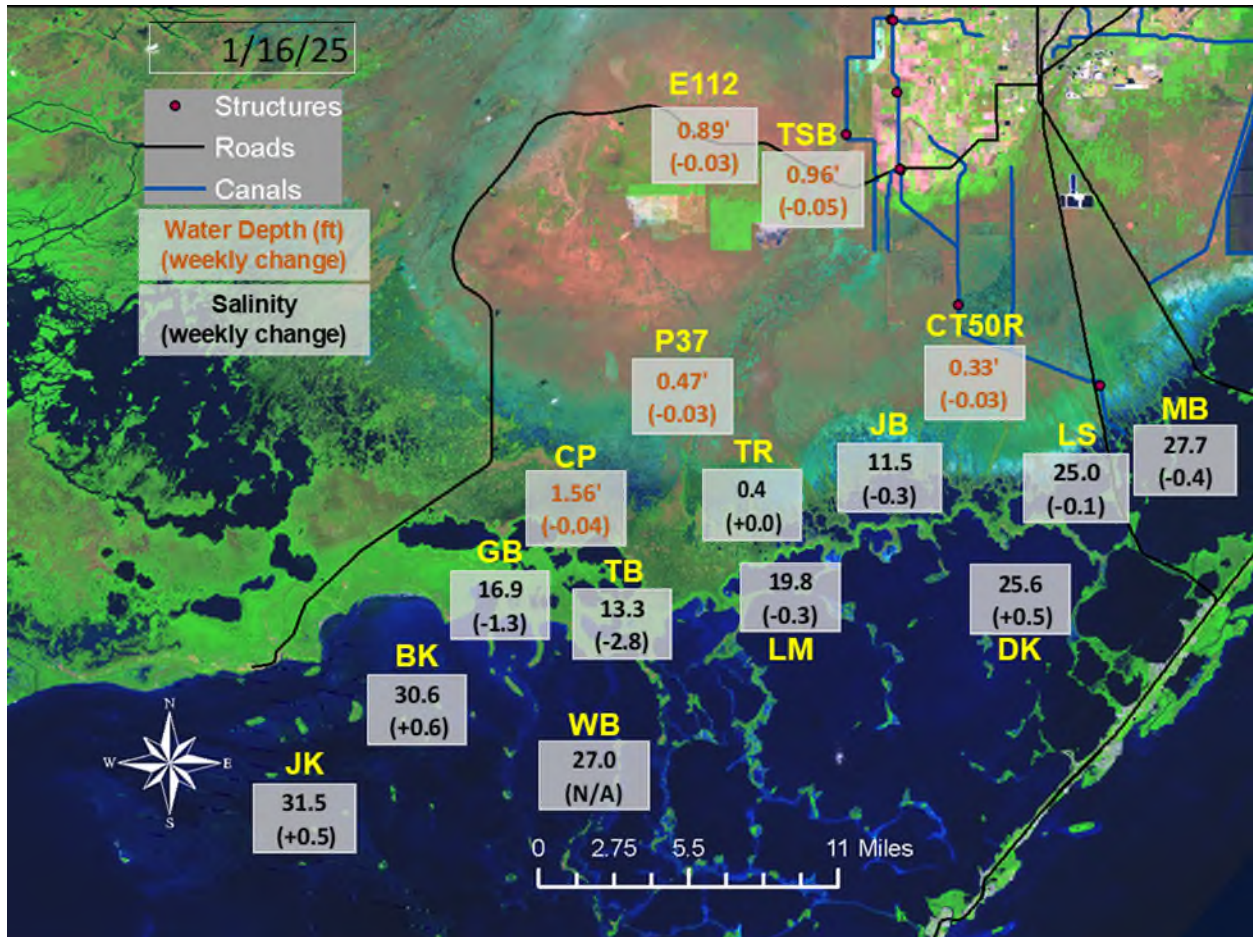 1/16/25
Structures
Roads
Canals
Water Depth (ft)
(weekly change)
Salinity
(weekly change)
E112
0.89'
(-0.03)
TSB
0.96'
(-0.05)
P37
0.47'
(-0.03)
CT50R
0.33'
(-0.03)
MB
27.7
(-0.4)
JB
11.5
(-0.3)
LS
25.0
(-0.1)
CP
1.56'
(-0.04)
TR
0.4
(+0.0)
GB
16.9
(-1.3)
TB
13.3
(-2.8)
19.8
(-0.3)
LM
25.6
(+0.5)
DK
BK
30.6
(+0.6)
WB
27.0
(N/A)
JK
31.5
(+0.5)
N
W E
S
0 2.75 5.5 11 Miles